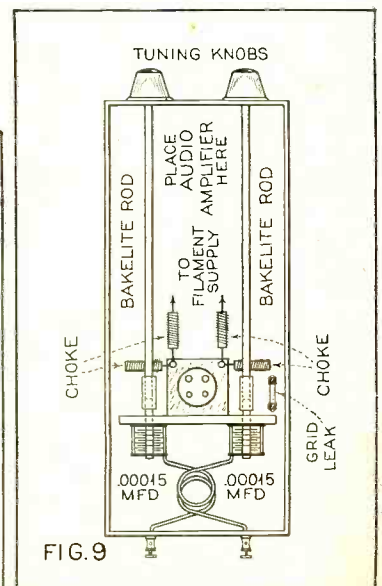 TUNING KNOBS
BAKELITE ROD
PLACE
AUDIO
AMPLIFIER
HERE
TO
FILAMENT
SUPPLY
BAKELITE ROD
CHOKE
CHOKE
GRID
LEAK
.00015
MFD
.00015
MFD
FIG.9